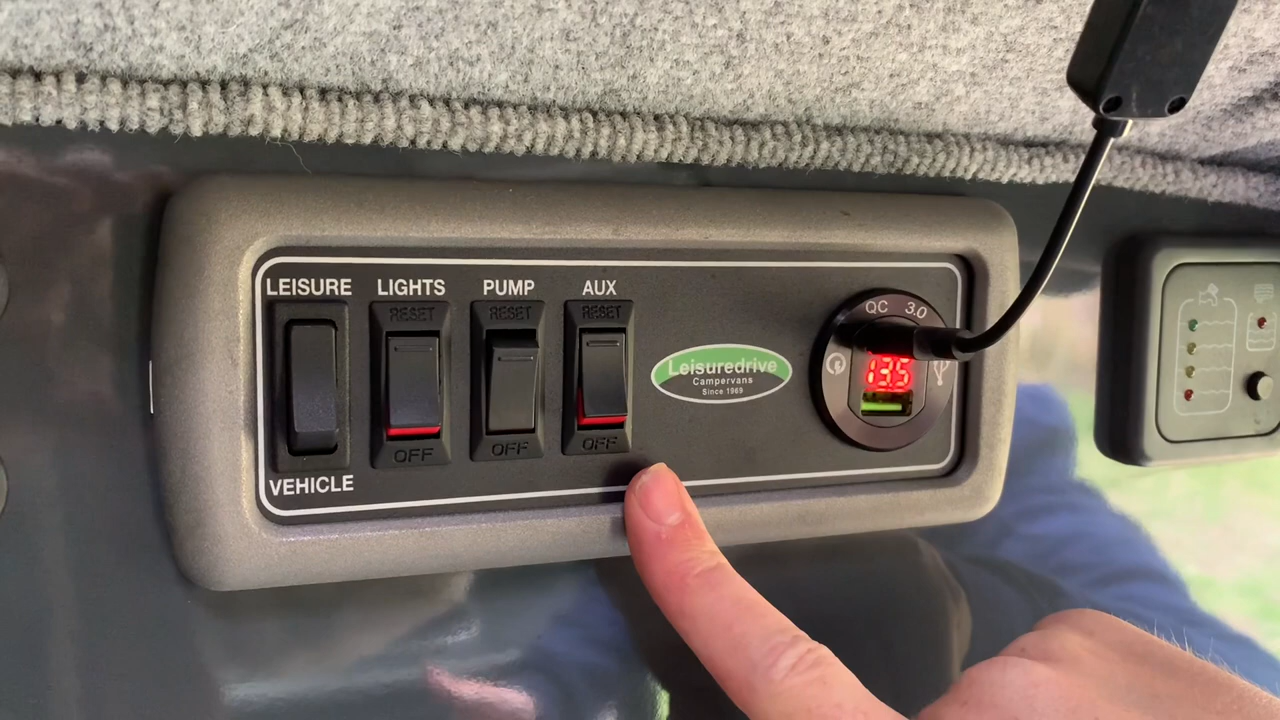 LEISURE LIGHTS PUMP AUX
RESET RESET RESET
QC 3.0
13.5
Leisuredrive
Campervans
Since 1969
OFF OFF OFF
VEHICLE